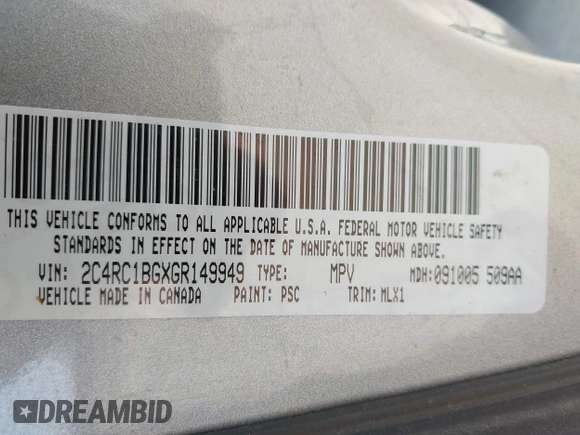 THIS VEHICLE CONFORMS TO ALL APPLICABLE U.S.A. FEDERAL MOTOR VEHICLE SAFETY
STANDARDS IN EFFECT ON THE DATE OF MANUFACTURE SHOWN ABOVE.
VIN: 2C4RC1BGXGR149949 TYPE: MPV MDH:091005 509AA
VEHICLE MADE IN CANADA PAINT: PSC TRIM: MLX1
DREAMBID